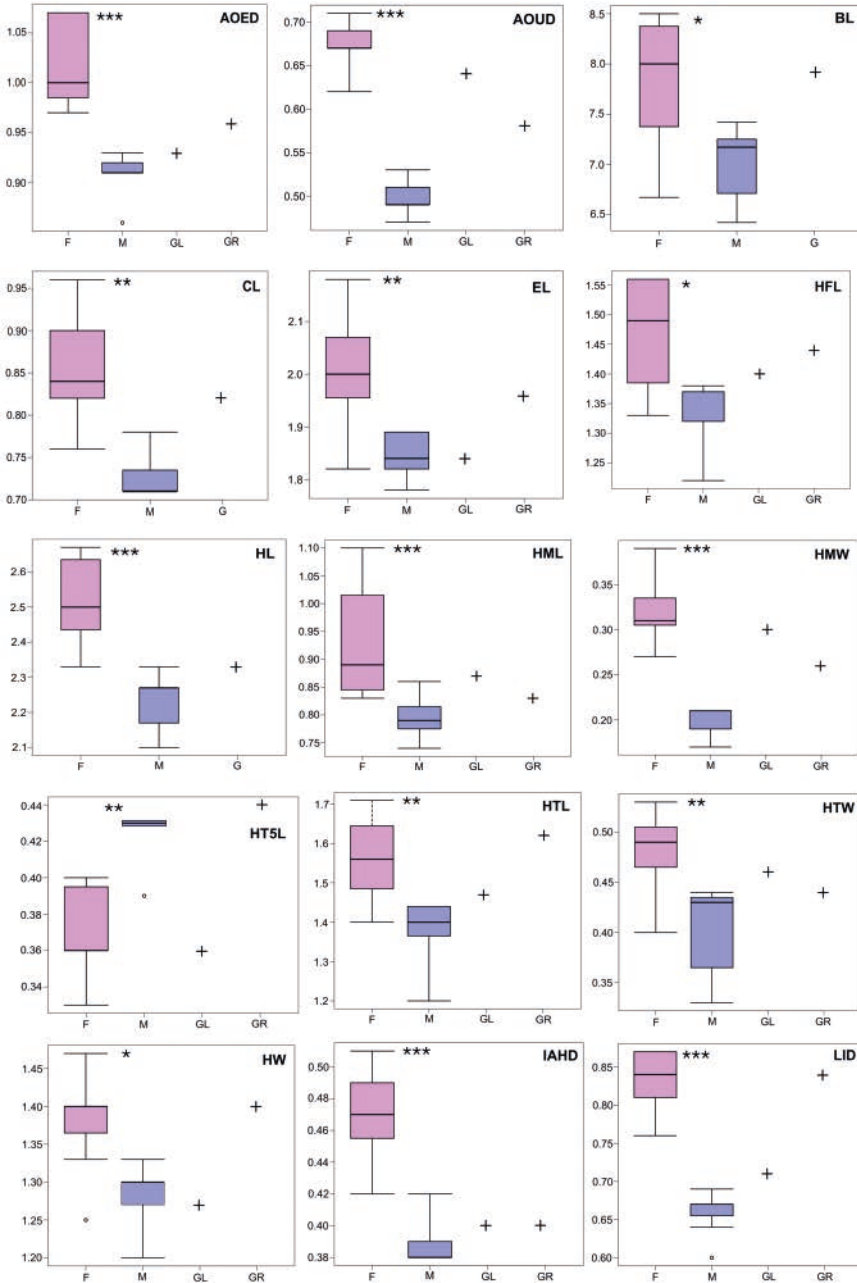 *** AOED
1.05
1.00
0.95
0.90
F M GL GR
*** AOUD
0.70
0.65
0.60
0.55
0.50
F M GL GR
* BL
8.5
8.0
7.5
7.0
6.5
F M G
** CL
0.95
0.90
0.85
0.80
0.75
0.70
F M G
** EL
2.1
2.0
1.9
1.8
F M GL GR
* HFL
1.55
1.50
1.45
1.40
1.35
1.30
1.25
F M GL GR
*** HL
2.6
2.5
2.4
2.3
2.2
2.1
F M G
*** HML
1.10
1.00
0.95
0.90
0.85
0.80
0.75
F M GL GR
*** HMW
0.35
0.30
0.25
0.20
F M GL GR
** HT5L
0.44
0.42
0.40
0.38
0.36
0.34
F M GL GR
** HTL
1.7
1.6
1.5
1.4
1.3
1.2
F M GL GR
** HTW
0.50
0.45
0.40
0.35
F M GL GR
* HW
1.45
1.40
1.35
1.30
1.25
1.20
F M GL GR
*** IAHD
0.50
0.48
0.46
0.44
0.42
0.40
0.38
F M GL GR
*** LID
0.85
0.80
0.75
0.70
0.65
0.60
F M GL GR